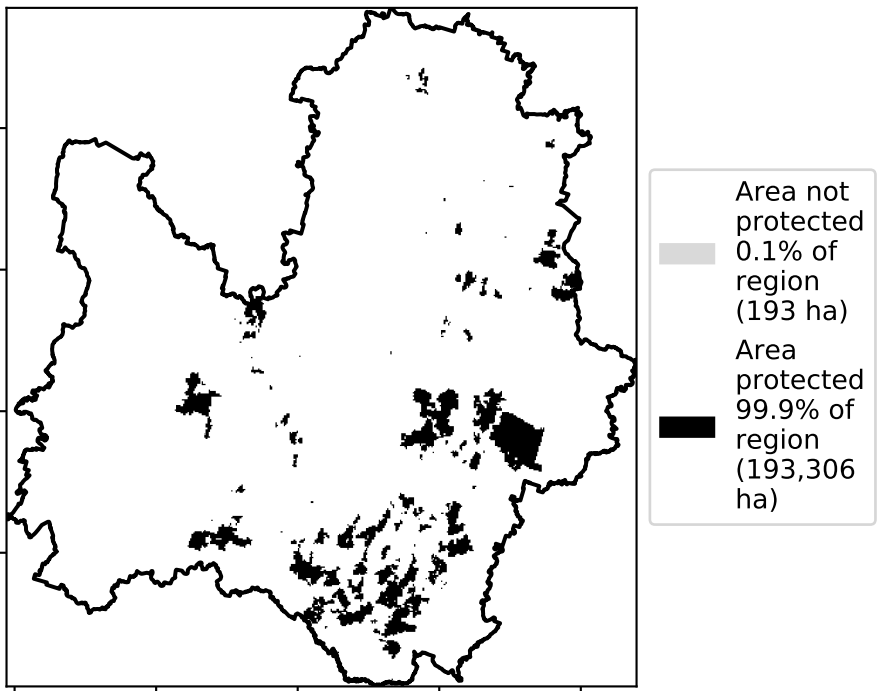 Area not
protected
0.1% of
region
(193 ha)
Area
protected
99.9% of
region
(193,306
ha)